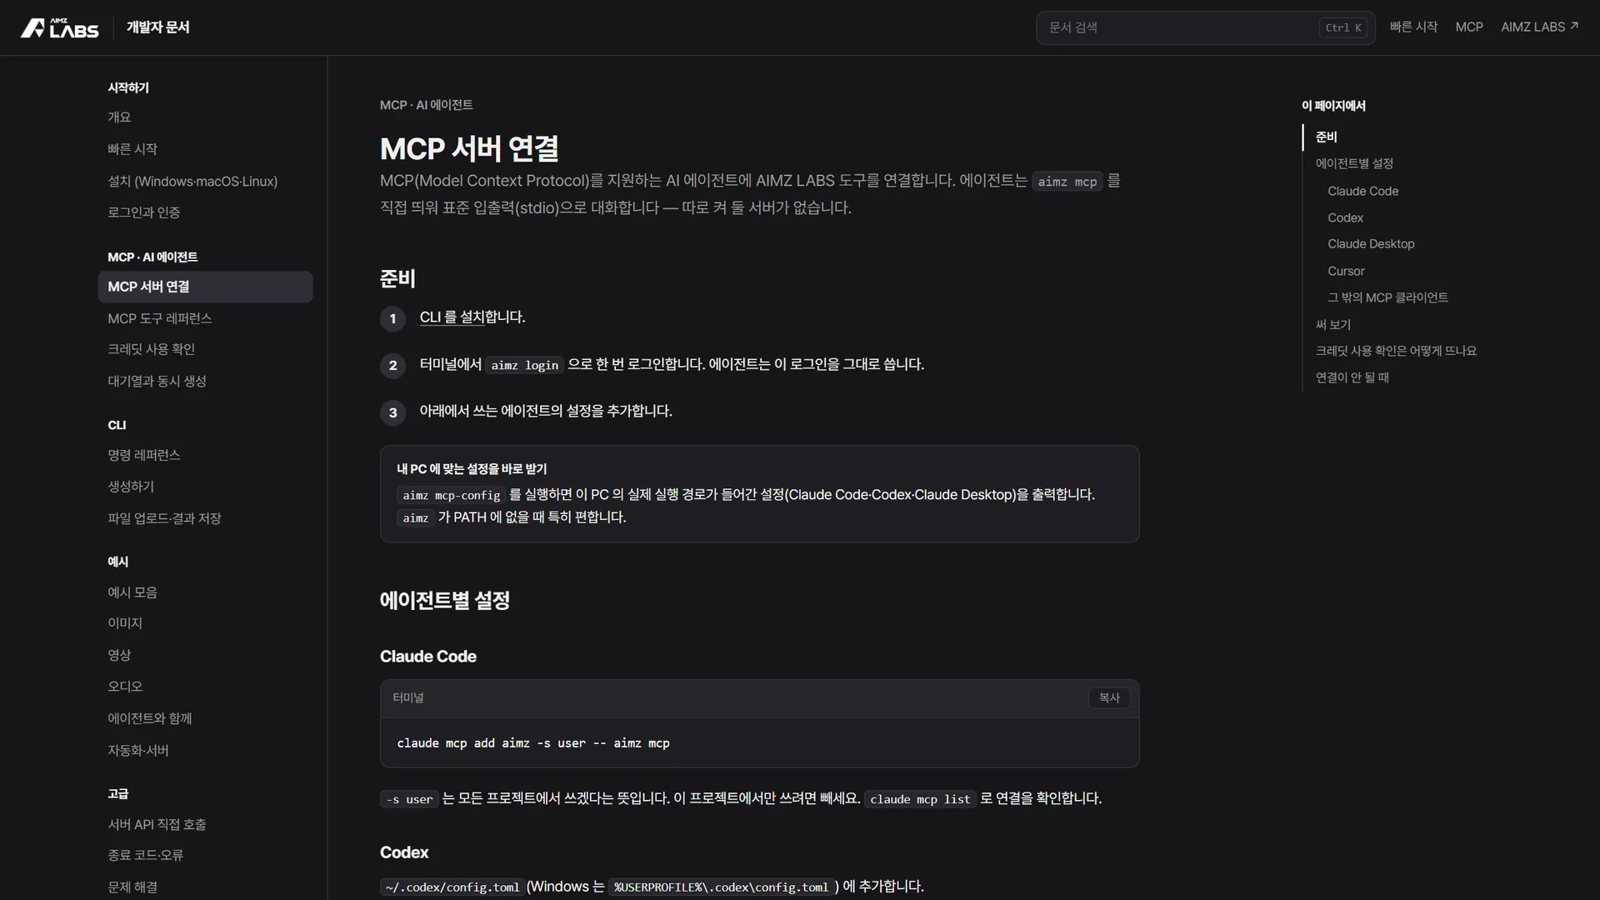 AIMZ LABS
개발자 문서
문서 검색
Ctrl K
빠른 시작
MCP
AIMZ LABS ↗
시작하기
개요
빠른 시작
설치 (Windows·macOS·Linux)
로그인과 인증
MCP · AI 에이전트
MCP 서버 연결
MCP 도구 레퍼런스
크레딧 사용 확인
대기열과 동시 생성
CLI
명령 레퍼런스
생성하기
파일 업로드·결과 저장
예시
예시 모음
이미지
영상
오디오
에이전트와 함께
자동화·서버
고급
서버 API 직접 호출
종료 코드·오류
문제 해결
MCP · AI 에이전트
MCP 서버 연결
MCP(Model Context Protocol)를 지원하는 AI 에이전트에 AIMZ LABS 도구를 연결합니다. 에이전트는 aimz mcp 를
직접 띄워 표준 입출력(stdio)으로 대화합니다 — 따로 켜 둘 서버가 없습니다.
준비
1 CLI 를 설치합니다.
2 터미널에서 aimz login 으로 한 번 로그인합니다. 에이전트는 이 로그인을 그대로 씁니다.
3 아래에서 쓰는 에이전트의 설정을 추가합니다.
내 PC 에 맞는 설정을 바로 받기
aimz mcp-config 를 실행하면 이 PC 의 실제 실행 경로가 들어간 설정(Claude Code·Codex·Claude Desktop)을 출력합니다.
aimz 가 PATH 에 없을 때 특히 편합니다.
에이전트별 설정
Claude Code
터미널
복사
claude mcp add aimz -s user -- aimz mcp
-s user 는 모든 프로젝트에서 쓰겠다는 뜻입니다. 이 프로젝트에서만 쓰려면 빼세요. claude mcp list 로 연결을 확인합니다.
Codex
~/.codex/config.toml (Windows 는 %USERPROFILE%\.codex\config.toml ) 에 추가합니다.
이 페이지에서
준비
에이전트별 설정
Claude Code
Codex
Claude Desktop
Cursor
그 밖의 MCP 클라이언트
써 보기
크레딧 사용 확인은 어떻게 뜨나요
연결이 안 될 때